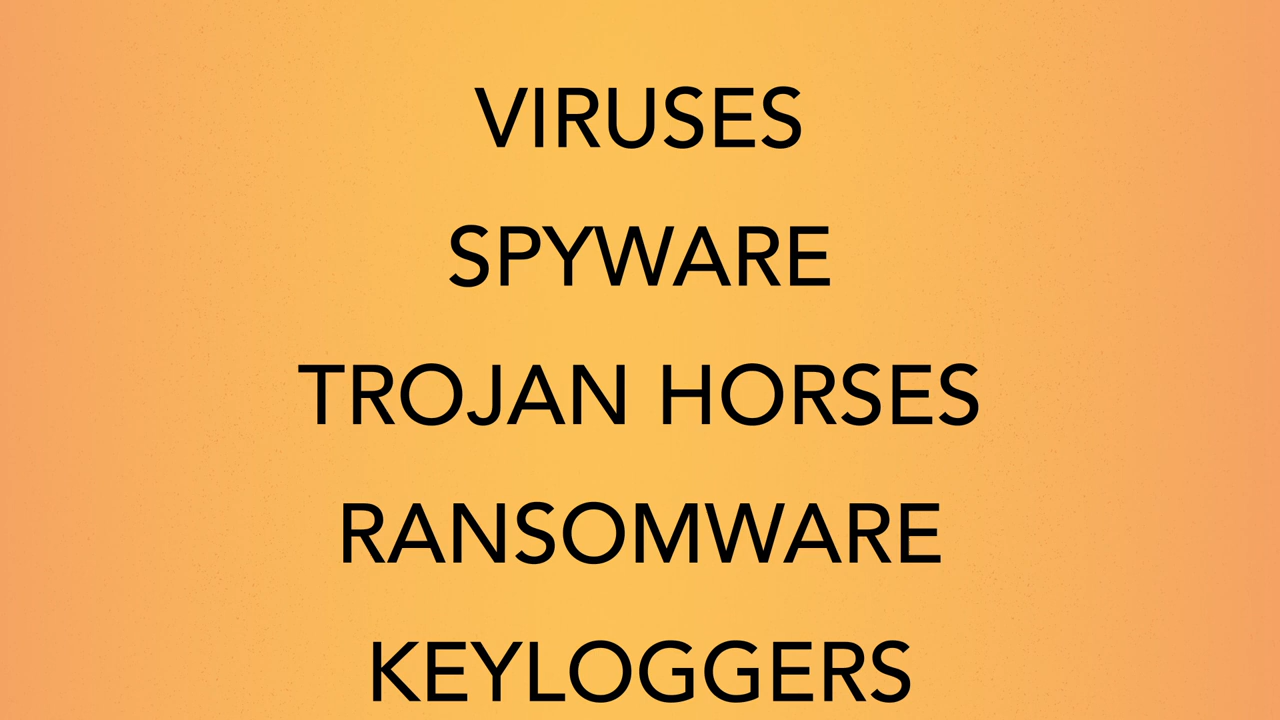 VIRUSES
SPYWARE
TROJAN HORSES
RANSOMWARE
KEYLOGGERS